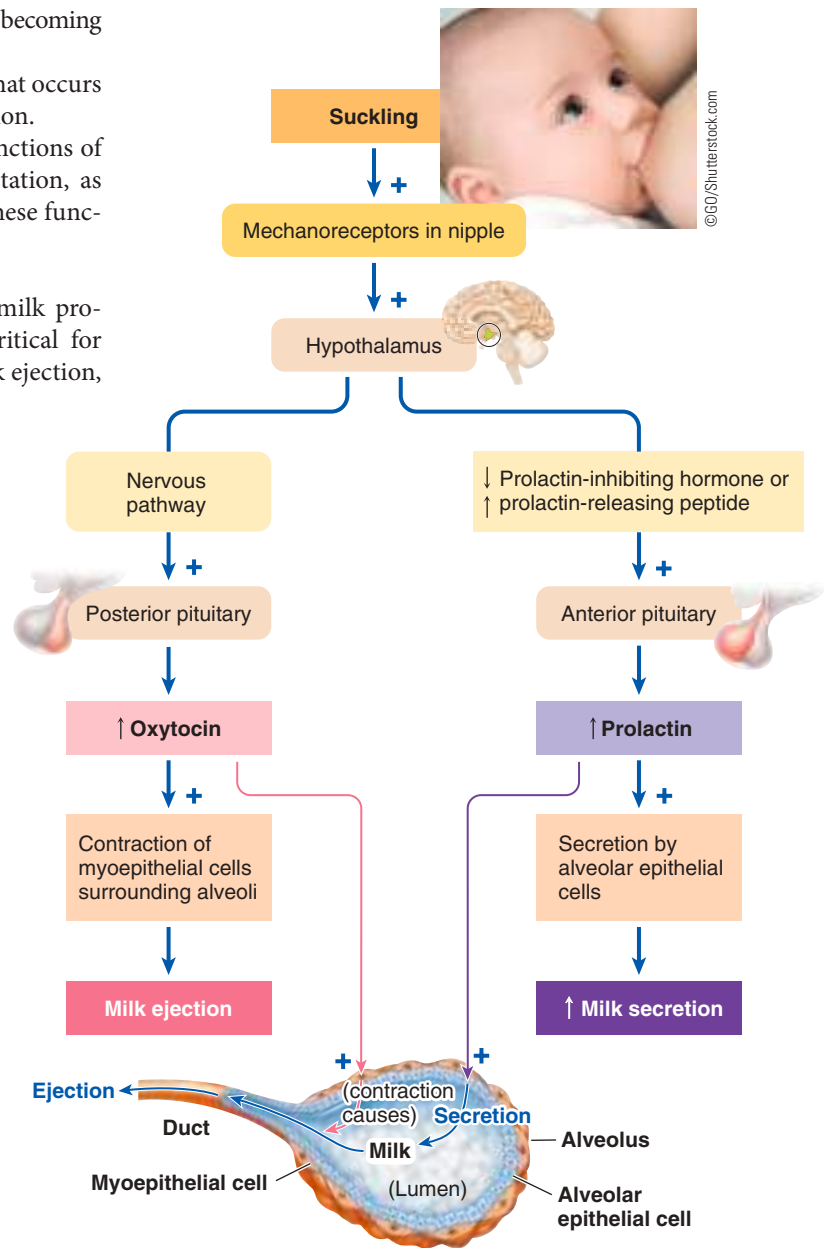 becoming
hat occurs
ion.
nctions of
tation, as
hese func-
milk pro-
ritical for
k ejection,
©GO/Shutterstock.com
Suckling
+
Mechanoreceptors in nipple
+
Hypothalamus
Nervous
pathway
↓ Prolactin-inhibiting hormone or
↑ prolactin-releasing peptide
+
+
Posterior pituitary
Anterior pituitary
↑ Oxytocin
↑ Prolactin
+
+
Contraction of
myoepithelial cells
surrounding alveoli
Secretion by
alveolar epithelial
cells
Milk ejection
↑ Milk secretion
+
+
Ejection
(contraction
causes)
Secretion
Duct
Milk
Alveolus
Myoepithelial cell
(Lumen)
Alveolar
epithelial cell